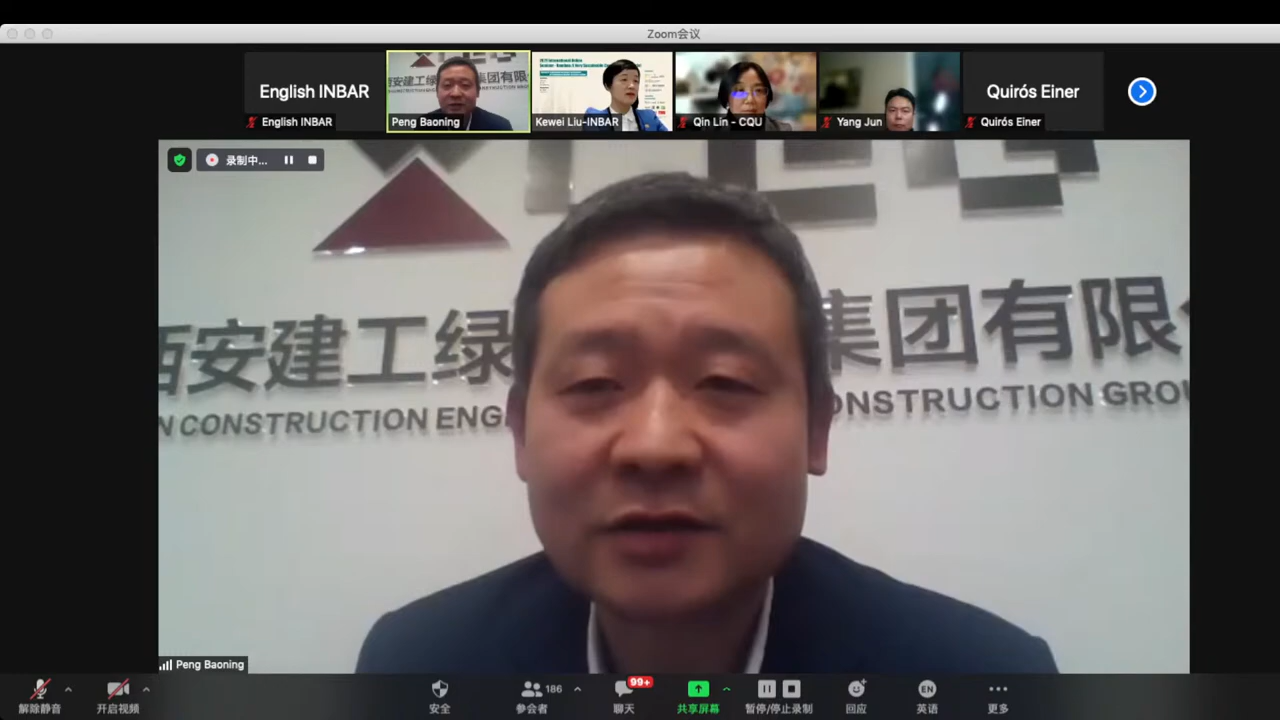 Zoom会议
English INBAR
Quirós Einer
English INBAR
Peng Baoning
Kewei Liu-INBAR
Qin Lin - CQU
Yang Jun
Quirós Einer
录制中...
西安建工绿
集团有限
N CONSTRUCTION ENG
ONSTRUCTION GROU
Peng Baoning
186
99+
EN
解除静音
开启视频
安全
参会者
聊天
共享屏幕
暂停/停止录制
回应
英语
更多